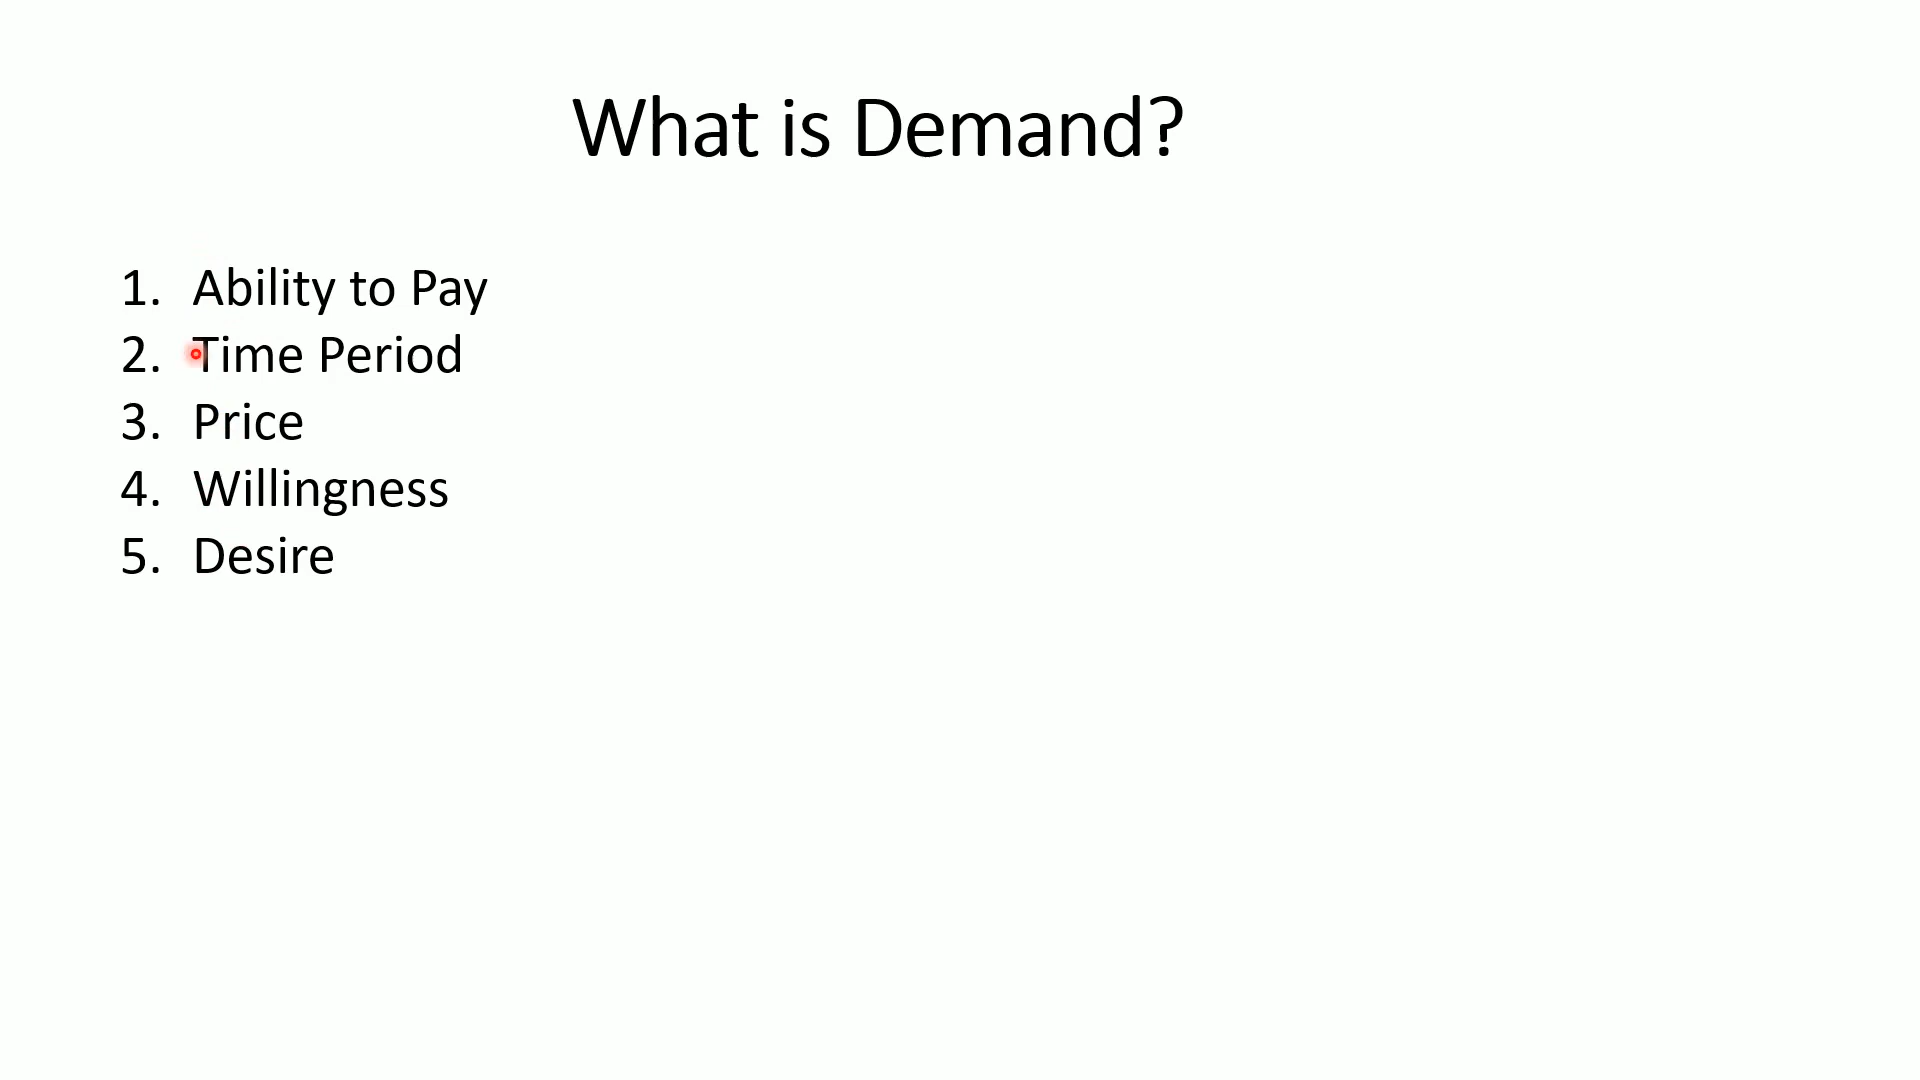 What is Demand?
1. Ability to Pay
2. Time Period
3. Price
4. Willingness
5. Desire